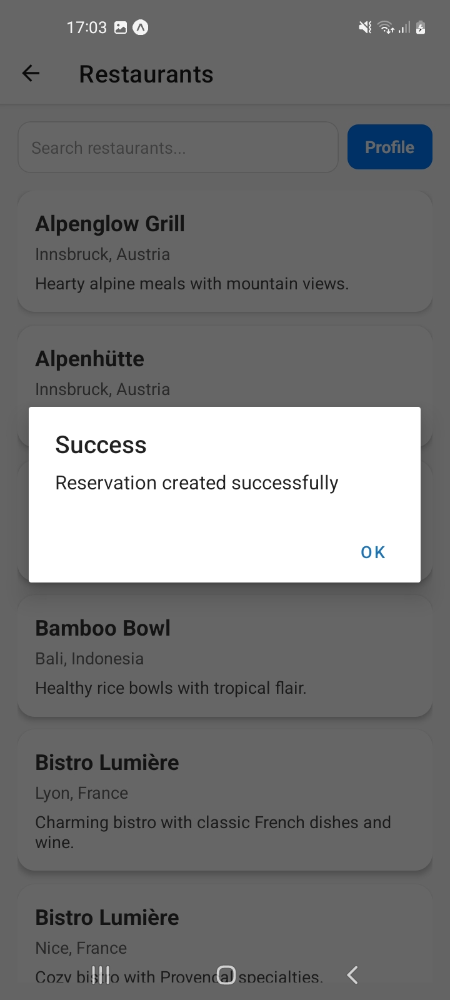 17:03
Restaurants
Search restaurants...
Profile
Alpenglow Grill
Innsbruck, Austria
Hearty alpine meals with mountain views.
Alpenhütte
Innsbruck, Austria
Success
Reservation created successfully
OK
Bamboo Bowl
Bali, Indonesia
Healthy rice bowls with tropical flair.
Bistro Lumière
Lyon, France
Charming bistro with classic French dishes and
wine.
Bistro Lumière
Nice, France
Cozy bistro with Provencal specialties.